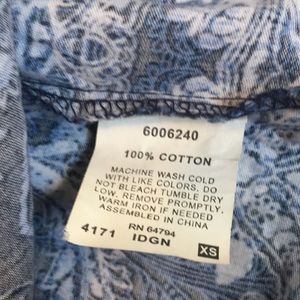 6006240
100% COTTON
MACHINE WASH COLD
WITH LIKE COLORS. DO
NOT BLEACH TUMBLE DRY
LOW. REMOVE PROMPTLY,
WARM IRON IF NEEDED
ASSEMBLED IN CHINA
RN 64794
4171 IDGN XS